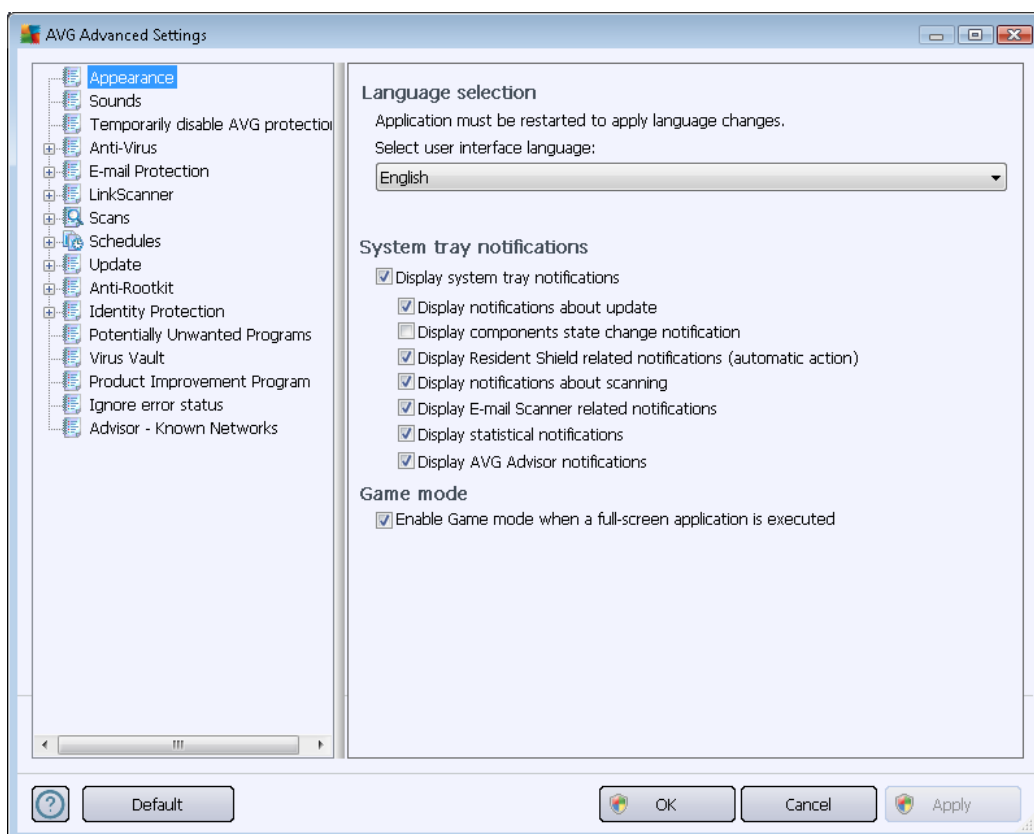 AVG Advanced Settings
Appearance
Sounds
Temporarily disable AVG protection
Anti-Virus
E-mail Protection
LinkScanner
Scans
Schedules
Update
Anti-Rootkit
Identity Protection
Potentially Unwanted Programs
Virus Vault
Product Improvement Program
Ignore error status
Advisor - Known Networks
Language selection
Application must be restarted to apply language changes.
Select user interface language:
English
System tray notifications
Display system tray notifications
Display notifications about update
Display components state change notification
Display Resident Shield related notifications (automatic action)
Display notifications about scanning
Display E-mail Scanner related notifications
Display statistical notifications
Display AVG Advisor notifications
Game mode
Enable Game mode when a full-screen application is executed
?
Default
OK
Cancel
Apply